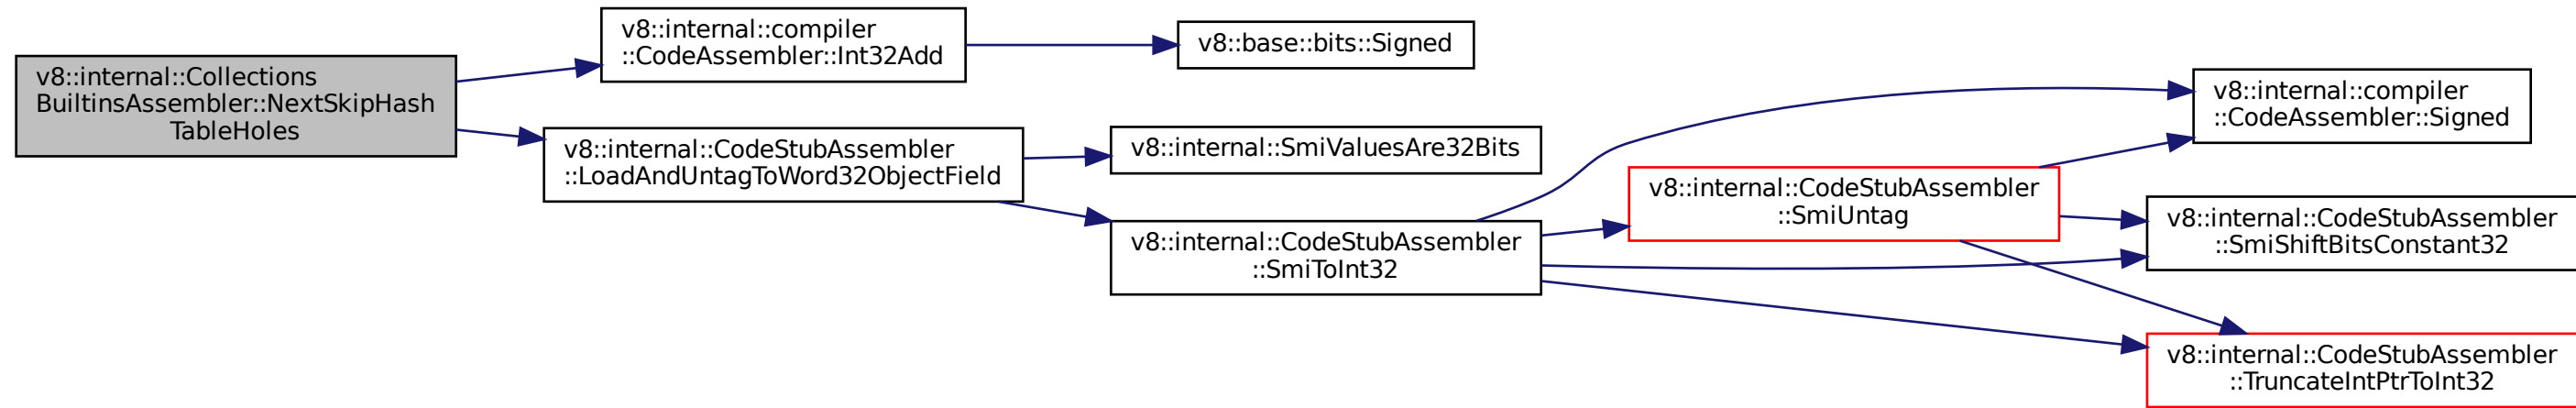 v8::internal::Collections
BuiltinsAssembler::NextSkipHash
TableHoles
v8::internal::compiler
::CodeAssembler::Int32Add
v8::base::bits::Signed
v8::internal::CodeStubAssembler
::LoadAndUntagToWord32ObjectField
v8::internal::SmiValuesAre32Bits
v8::internal::CodeStubAssembler
::SmiToInt32
v8::internal::CodeStubAssembler
::SmiUntag
v8::internal::compiler
::CodeAssembler::Signed
v8::internal::CodeStubAssembler
::SmiShiftBitsConstant32
v8::internal::CodeStubAssembler
::TruncateIntPtrToInt32